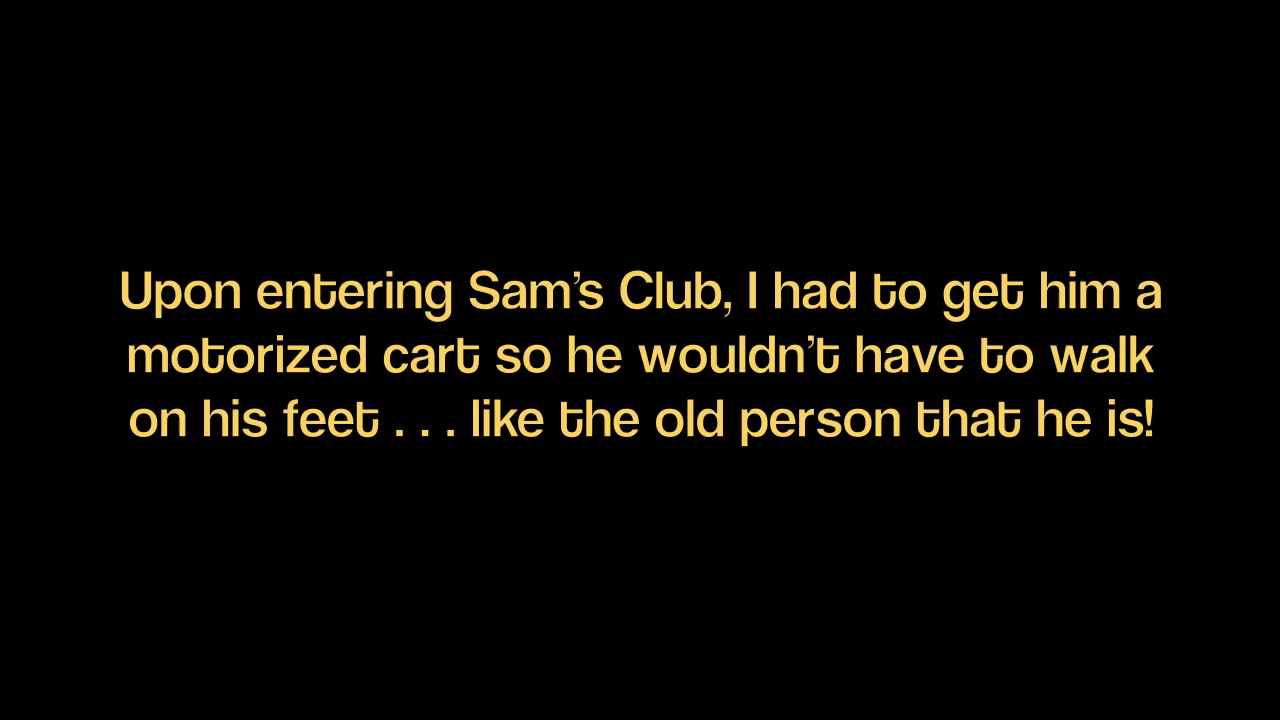 Upon entering Sam’s Club, I had to get him a
motorized cart so he wouldn’t have to walk
on his feet . . . like the old person that he is!